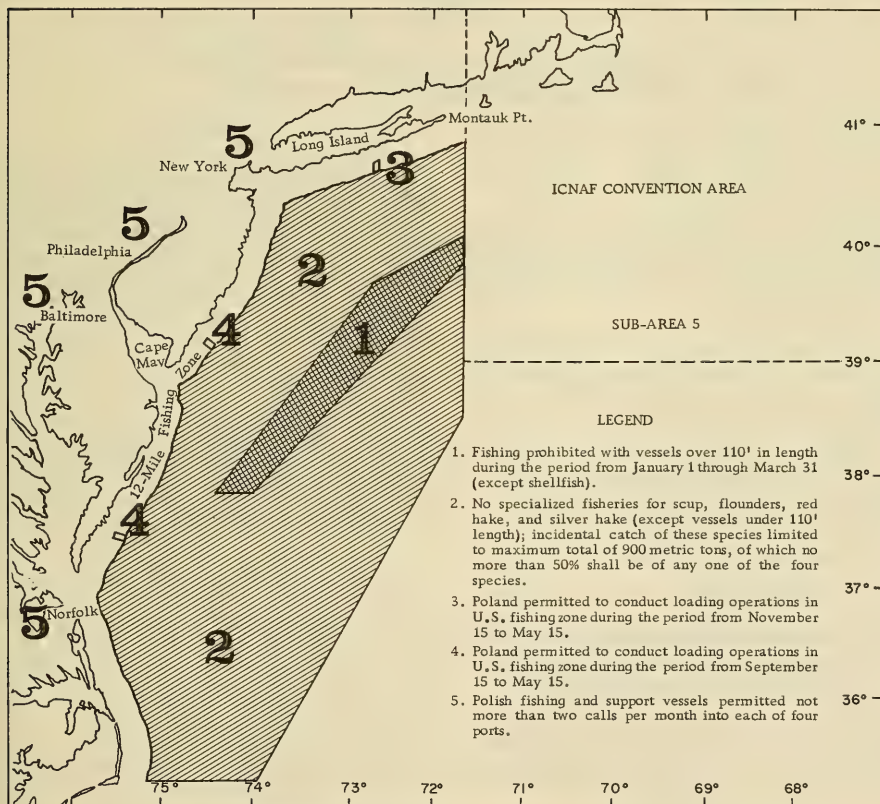 Montauk Pt.
Long Island
5
New York
3
41°
ICNAF CONVENTION AREA
5
Philadelphia
2
40°
5
Baltimore
4
1
SUB-AREA 5
Cape
May
39°
12-Mile Fishing Zone
LEGEND
1. Fishing prohibited with vessels over 110' in length
during the period from January 1 through March 31
(except shellfish).
38°
2. No specialized fisheries for scup, flounders, red
hake, and silver hake (except vessels under 110'
length); incidental catch of these species limited
to maximum total of 900 metric tons, of which no
more than 50% shall be of any one of the four
species.
4
37°
3. Poland permitted to conduct loading operations in
U.S. fishing zone during the period from November
15 to May 15.
5
Norfolk
2
4. Poland permitted to conduct loading operations in
U.S. fishing zone during the period from September
15 to May 15.
36°
5. Polish fishing and support vessels permitted not
more than two calls per month into each of four
ports.
75° 74° 73° 72° 71° 70° 69° 68°